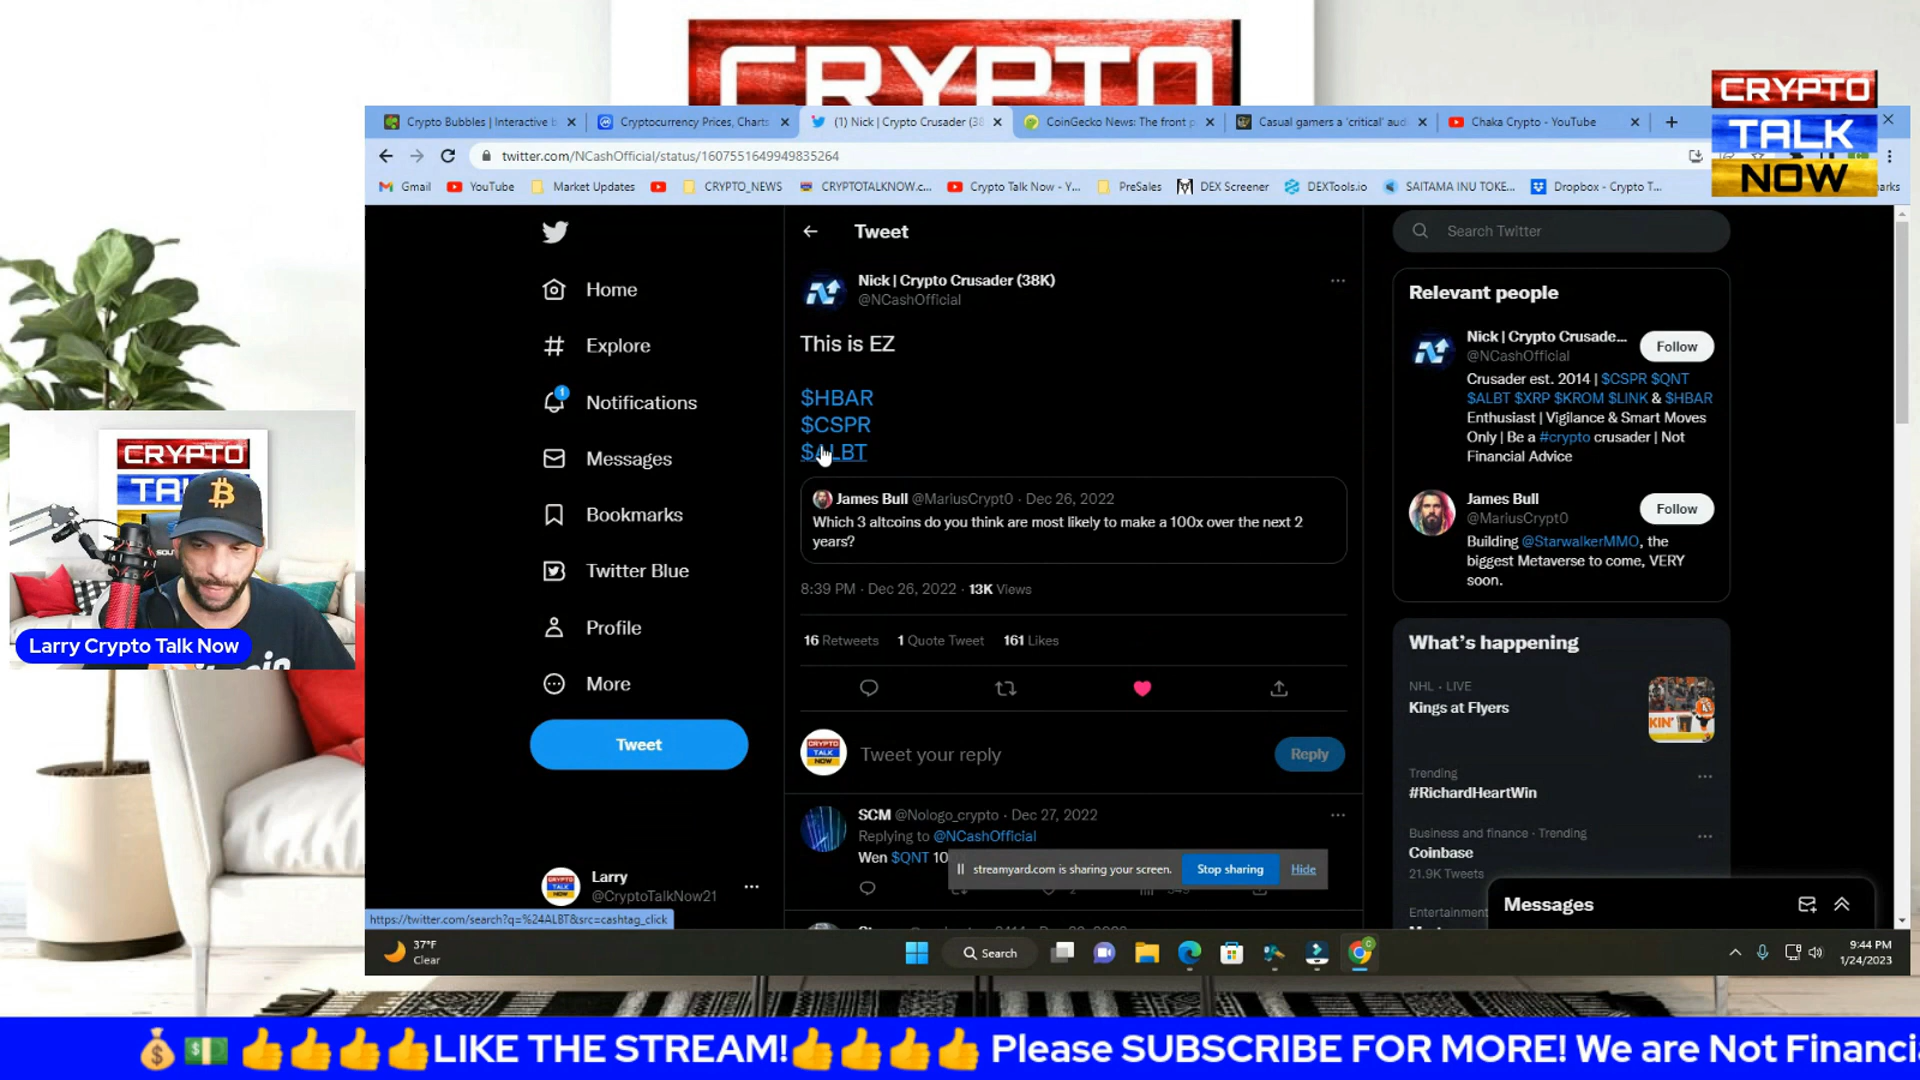 CRYPTO
CRYPTO
TALK
NOW
Crypto Bubbles | Interactive b
Cryptocurrency Prices, Charts
(1) Nick | Crypto Crusader (38
CoinGecko News: The front p
Casual gamers a 'critical' aud
Chaka Crypto - YouTube
twitter.com/NCashOfficial/status/1607551649949835264
Gmail
YouTube
Market Updates
CRYPTO_NEWS
CRYPTOTALKNOW.c...
Crypto Talk Now - Y...
PreSales
DEX Screener
DEXTools.io
SAITAMA INU TOKE...
Dropbox - Crypto T...
arks
Home
Explore
1
Notifications
Messages
Bookmarks
Twitter Blue
Profile
More
Tweet
Larry
@CryptoTalkNow21
https://twitter.com/search?q=%24ALBT&src=cashtag_click
Tweet
Nick | Crypto Crusader (38K)
@NCashOfficial
This is EZ
$HBAR
$CSPR
$ALBT
James Bull @MariusCrypt0 · Dec 26, 2022
Which 3 altcoins do you think are most likely to make a 100x over the next 2
years?
8:39 PM · Dec 26, 2022 · 13K Views
16 Retweets 1 Quote Tweet 161 Likes
CRYPTO
TALK
NOW
Tweet your reply
Reply
SCM @Nologo_crypto · Dec 27, 2022
Replying to @NCashOfficial
Wen $QNT 10
streamyard.com is sharing your screen.
Stop sharing
Hide
Search Twitter
Relevant people
Nick | Crypto Crusade...
@NCashOfficial
Follow
Crusader est. 2014 | $CSPR $QNT
$ALBT $XRP $KROM $LINK & $HBAR
Enthusiast | Vigilance & Smart Moves
Only | Be a #crypto crusader | Not
Financial Advice
James Bull
@MariusCrypt0
Follow
Building @StarwalkerMMO, the
biggest Metaverse to come, VERY
soon.
What's happening
NHL · LIVE
Kings at Flyers
Trending
#RichardHeartWin
Business and finance · Trending
Coinbase
21.9K Tweets
Entertainment
Messages
CRYPTO
Larry Crypto Talk Now
37°F
Clear
Search
9:44 PM
1/24/2023
LIKE THE STREAM! Please SUBSCRIBE FOR MORE! We are Not Financi